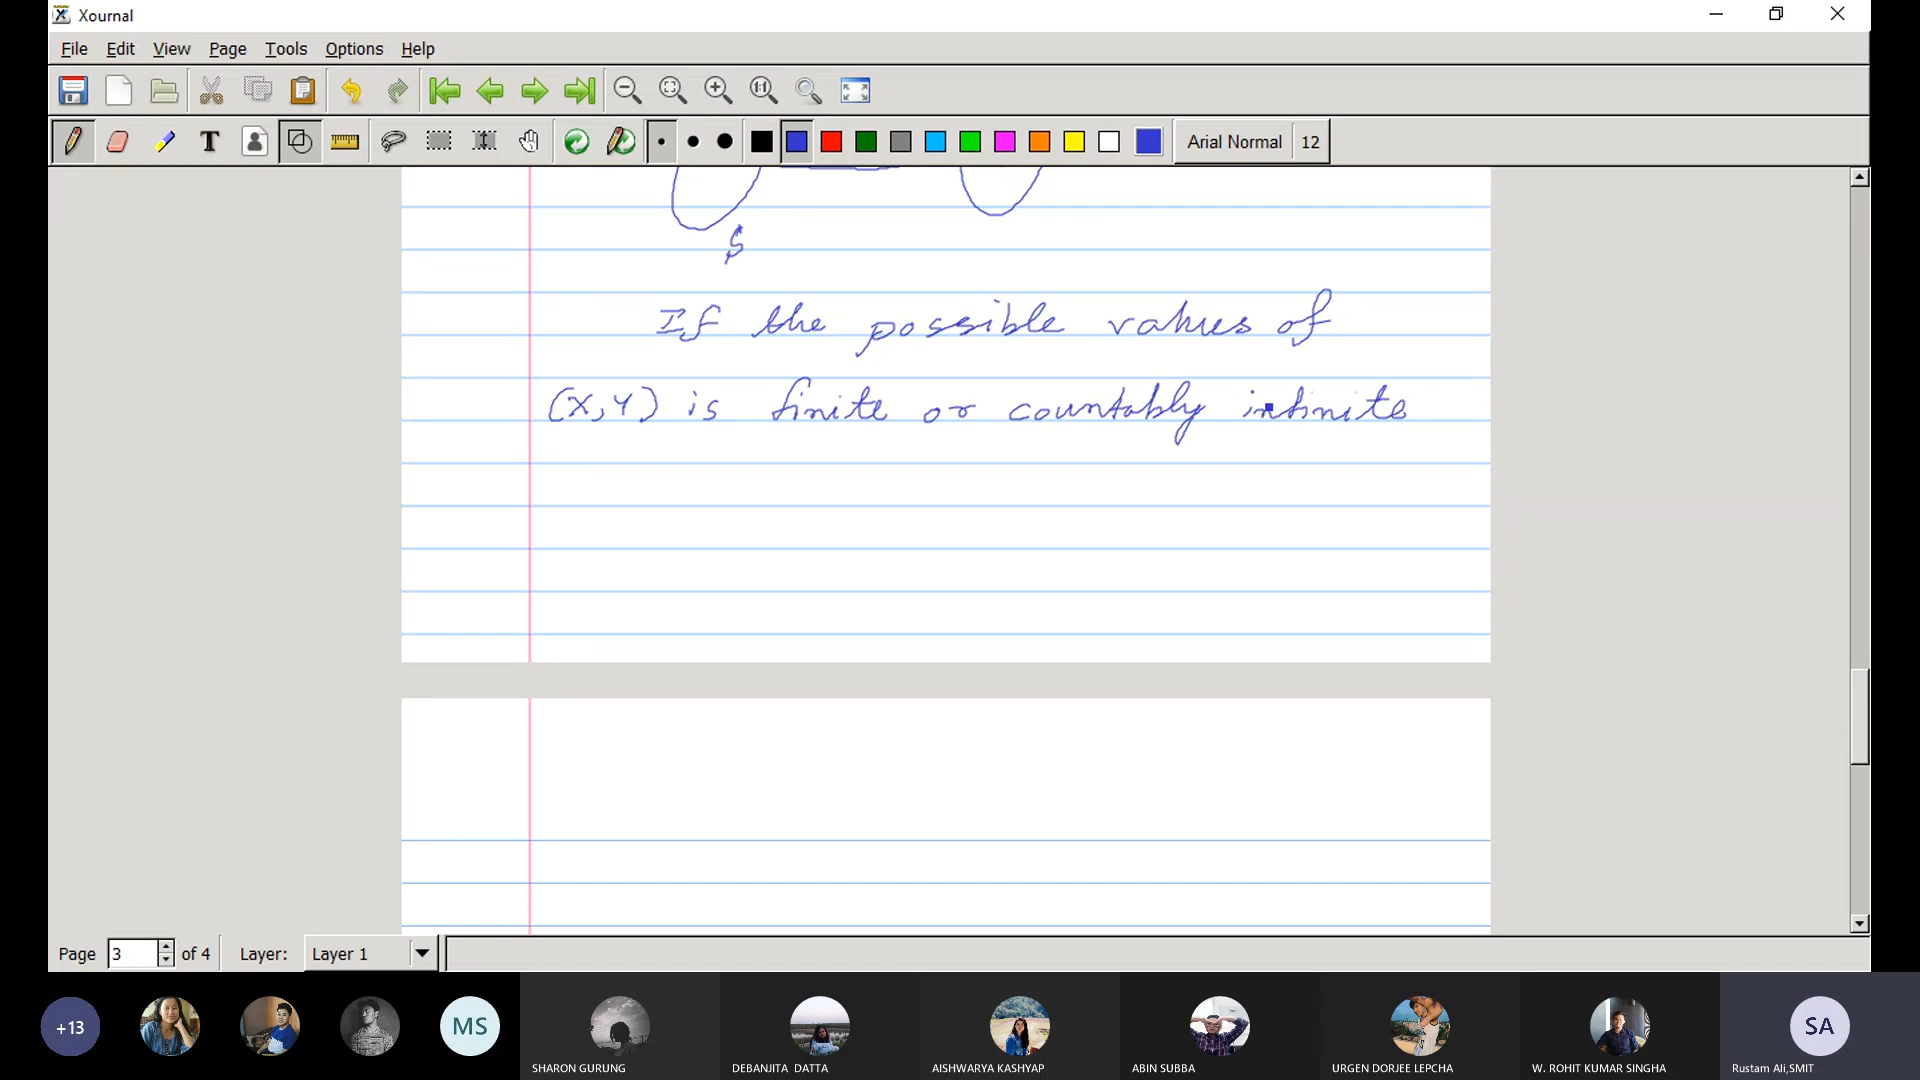 Xournal
File Edit View Page Tools Options Help
Arial Normal 12
S
If the possible values of
(X,Y) is finite or countably infinite
Page 3 of 4 Layer: Layer 1
+13 MS SA
SHARON GURUNG DEBANJITA DATTA AISHWARYA KASHYAP ABIN SUBBA URGEN DORJEE LEPCHA W. ROHIT KUMAR SINGHA Rustam Ali,SMIT